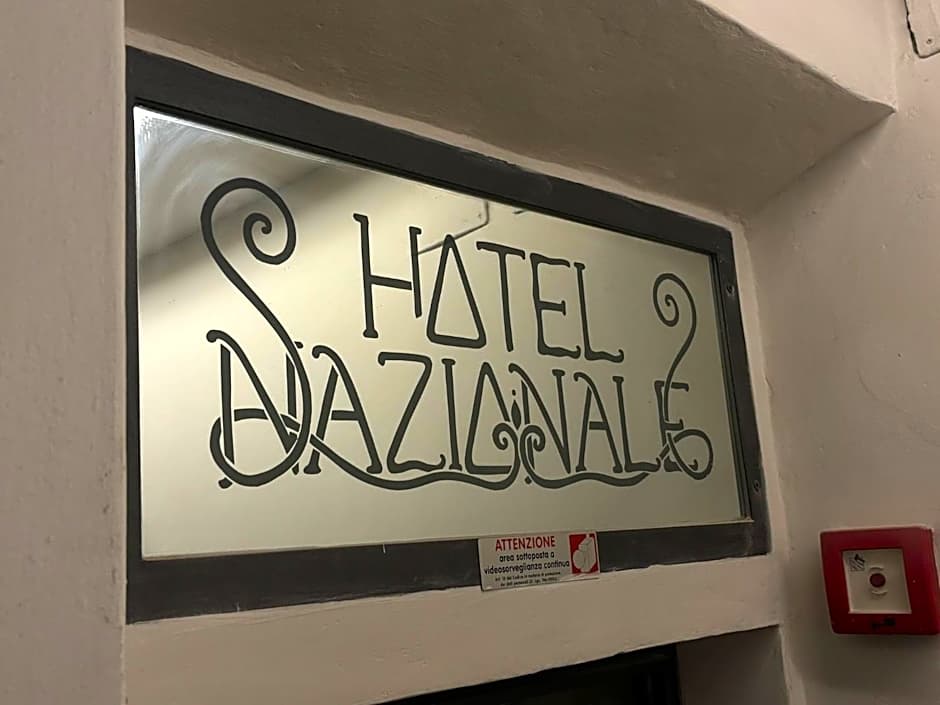 HOTEL
NAZIONALE
ATTENZIONE
area sottoposta a
videosorveglianza continua